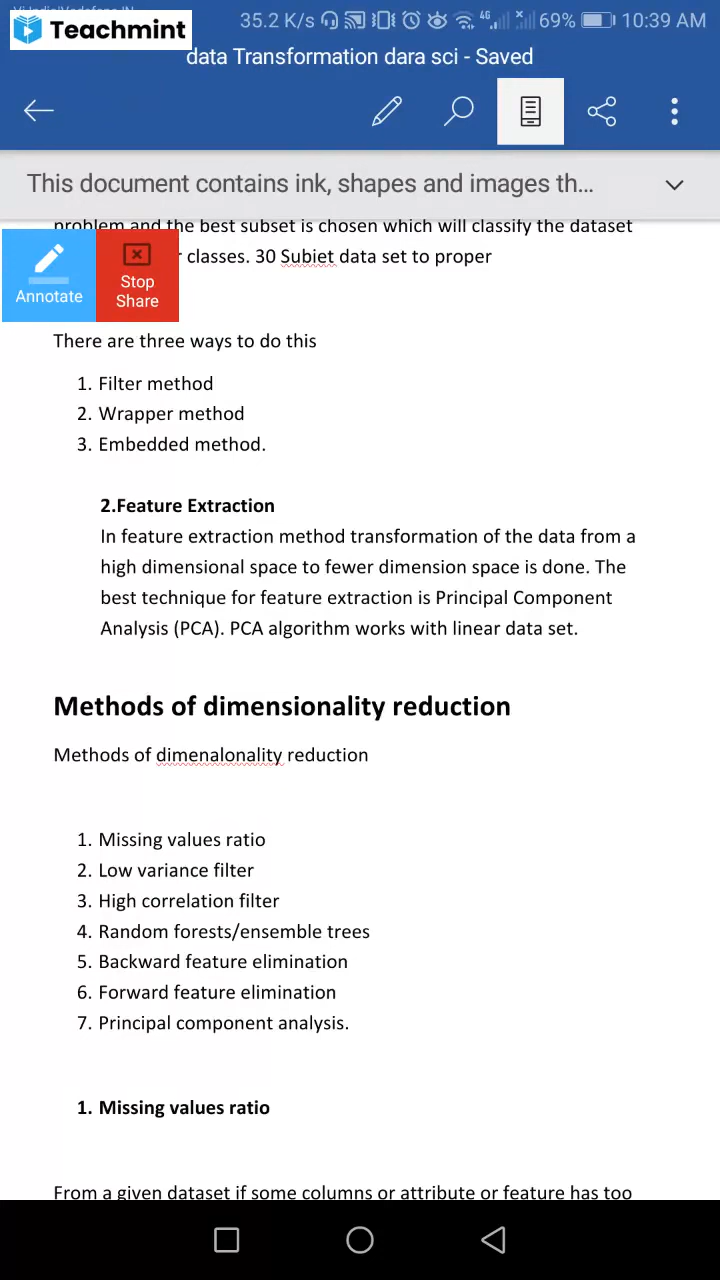 35.2 K/s 4G 69% 10:39 AM
Teachmint
data Transformation dara sci - Saved
This document contains ink, shapes and images th...
problem and the best subset is chosen which will classify the dataset
classes. 30 Subiet data set to proper
Annotate
Stop
Share
There are three ways to do this
1. Filter method
2. Wrapper method
3. Embedded method.
2.Feature Extraction
In feature extraction method transformation of the data from a
high dimensional space to fewer dimension space is done. The
best technique for feature extraction is Principal Component
Analysis (PCA). PCA algorithm works with linear data set.
Methods of dimensionality reduction
Methods of dimenalonality reduction
1. Missing values ratio
2. Low variance filter
3. High correlation filter
4. Random forests/ensemble trees
5. Backward feature elimination
6. Forward feature elimination
7. Principal component analysis.
1. Missing values ratio
From a given dataset if some columns or attribute or feature has too